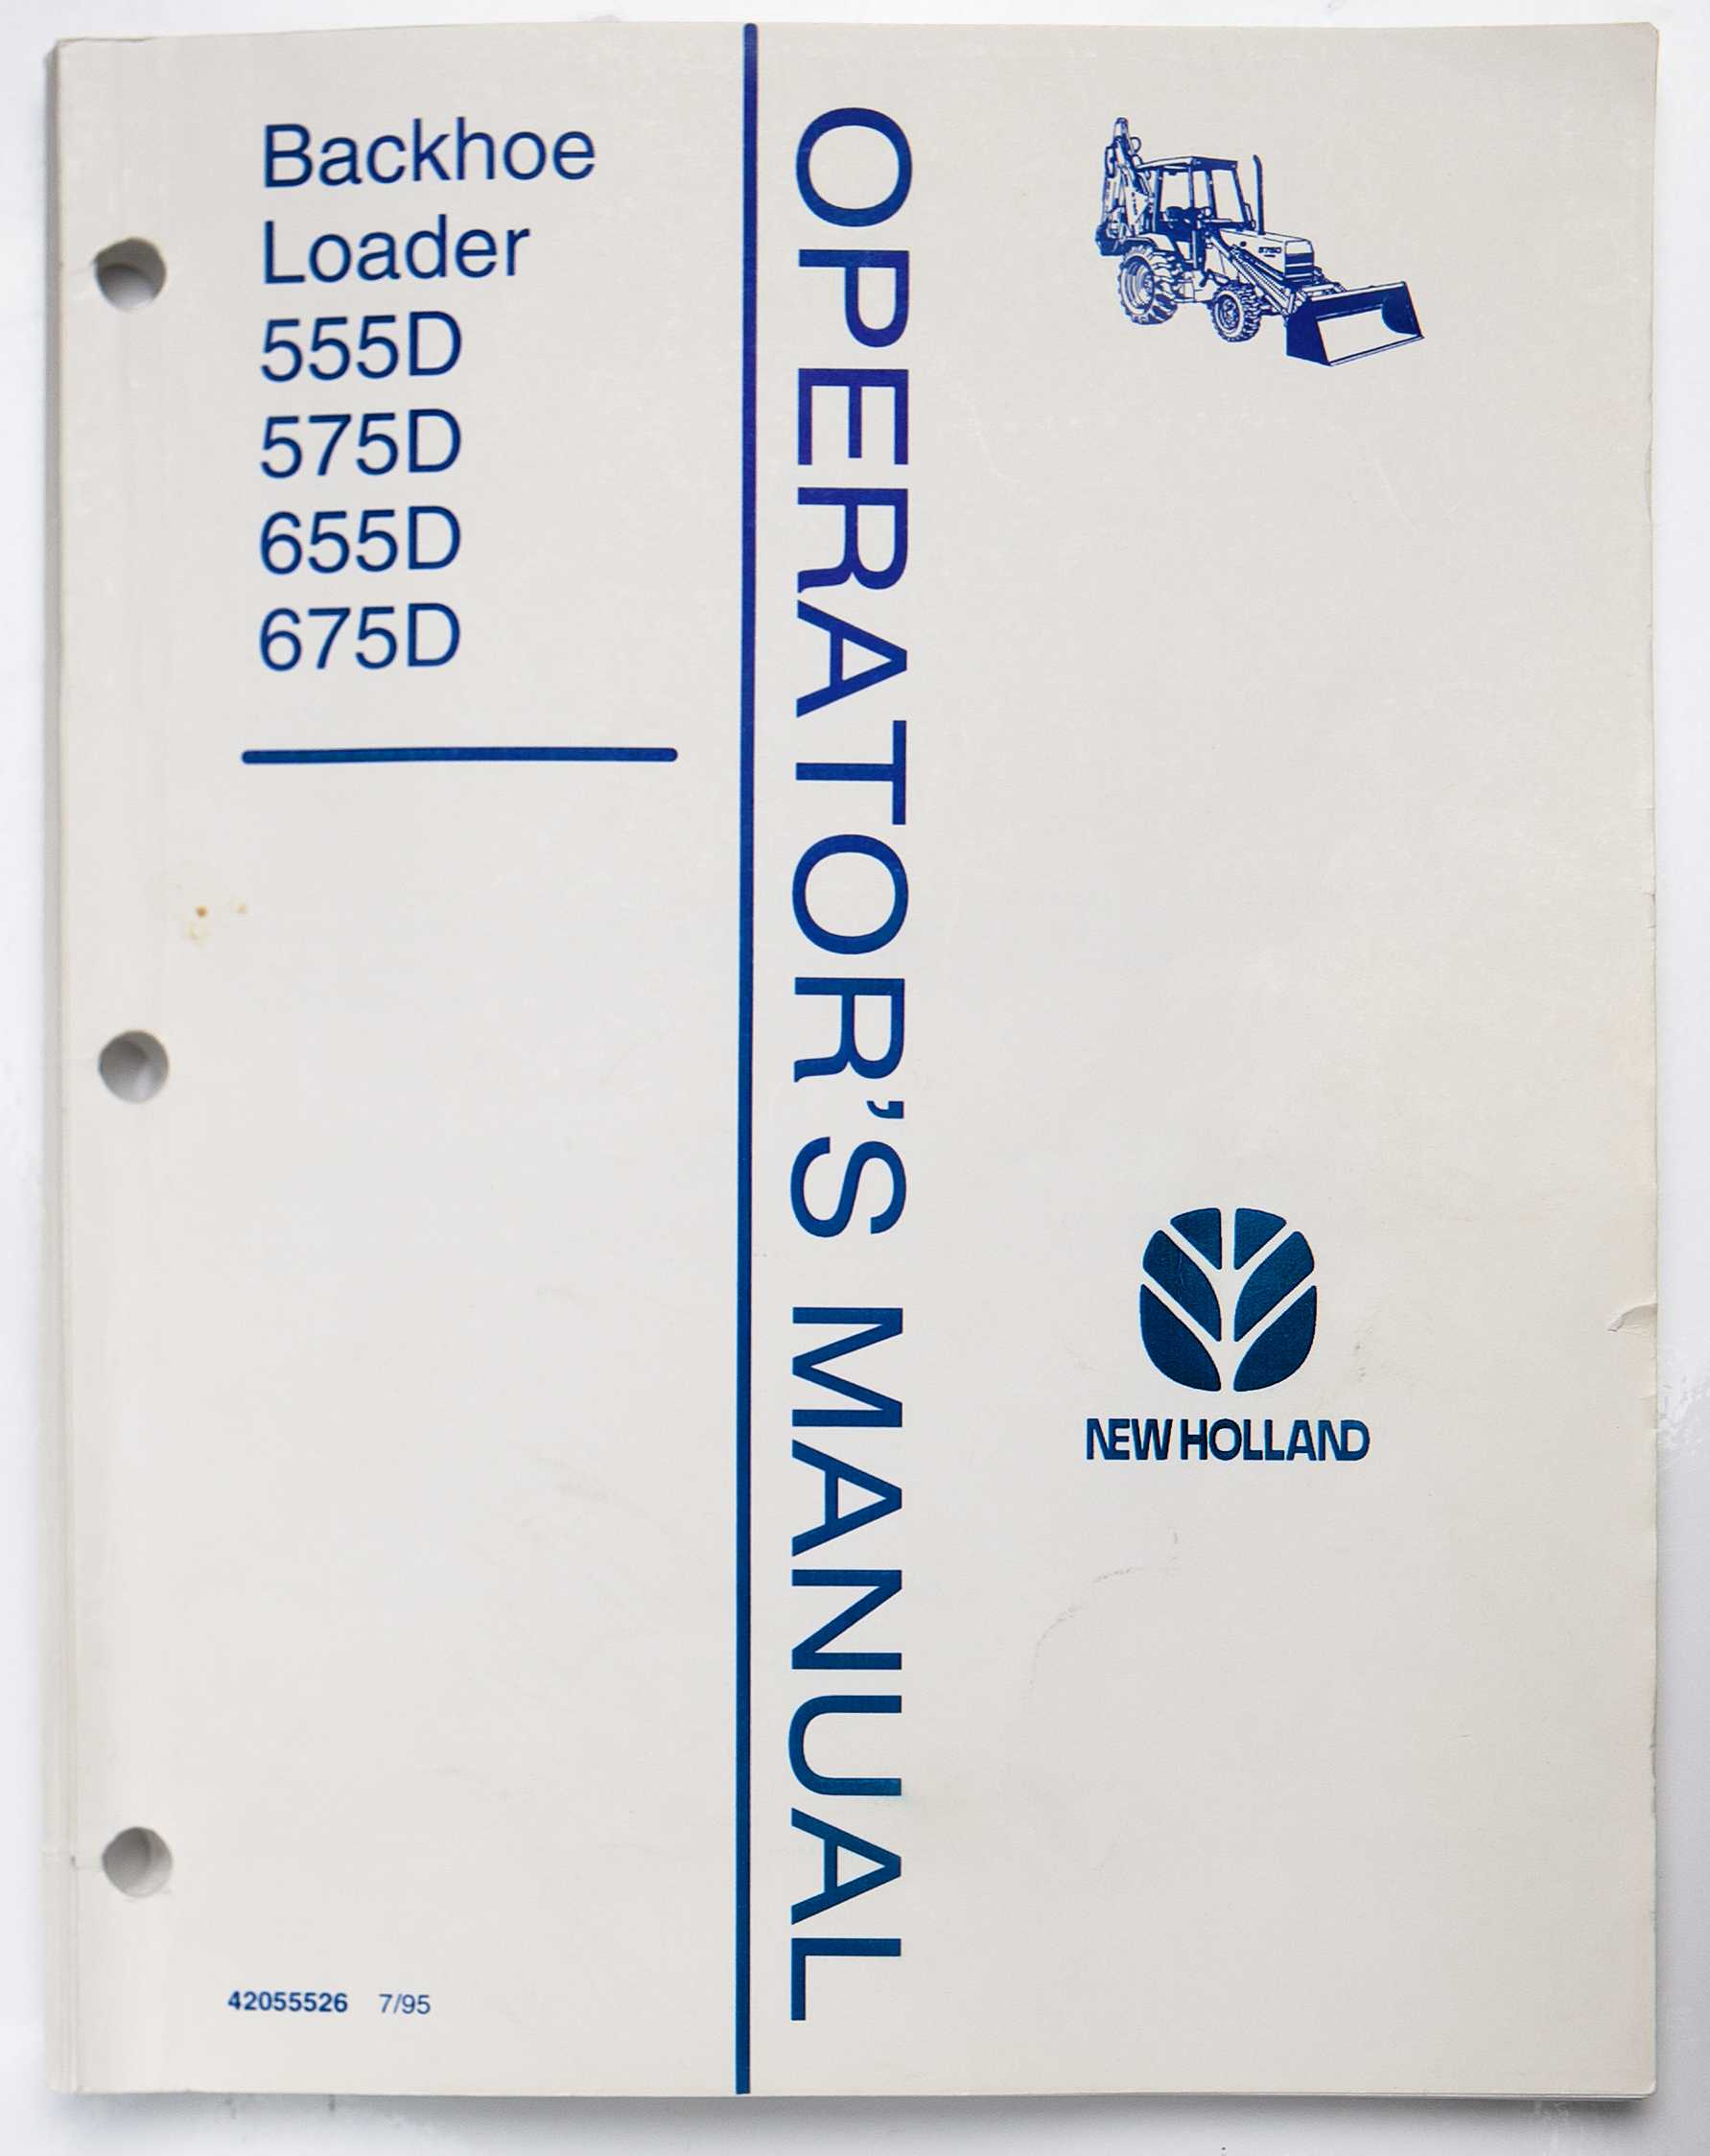 Backhoe
Loader
555D
575D
655D
675D
OPERATOR'S MANUAL
NEW HOLLAND
42055526 7/95